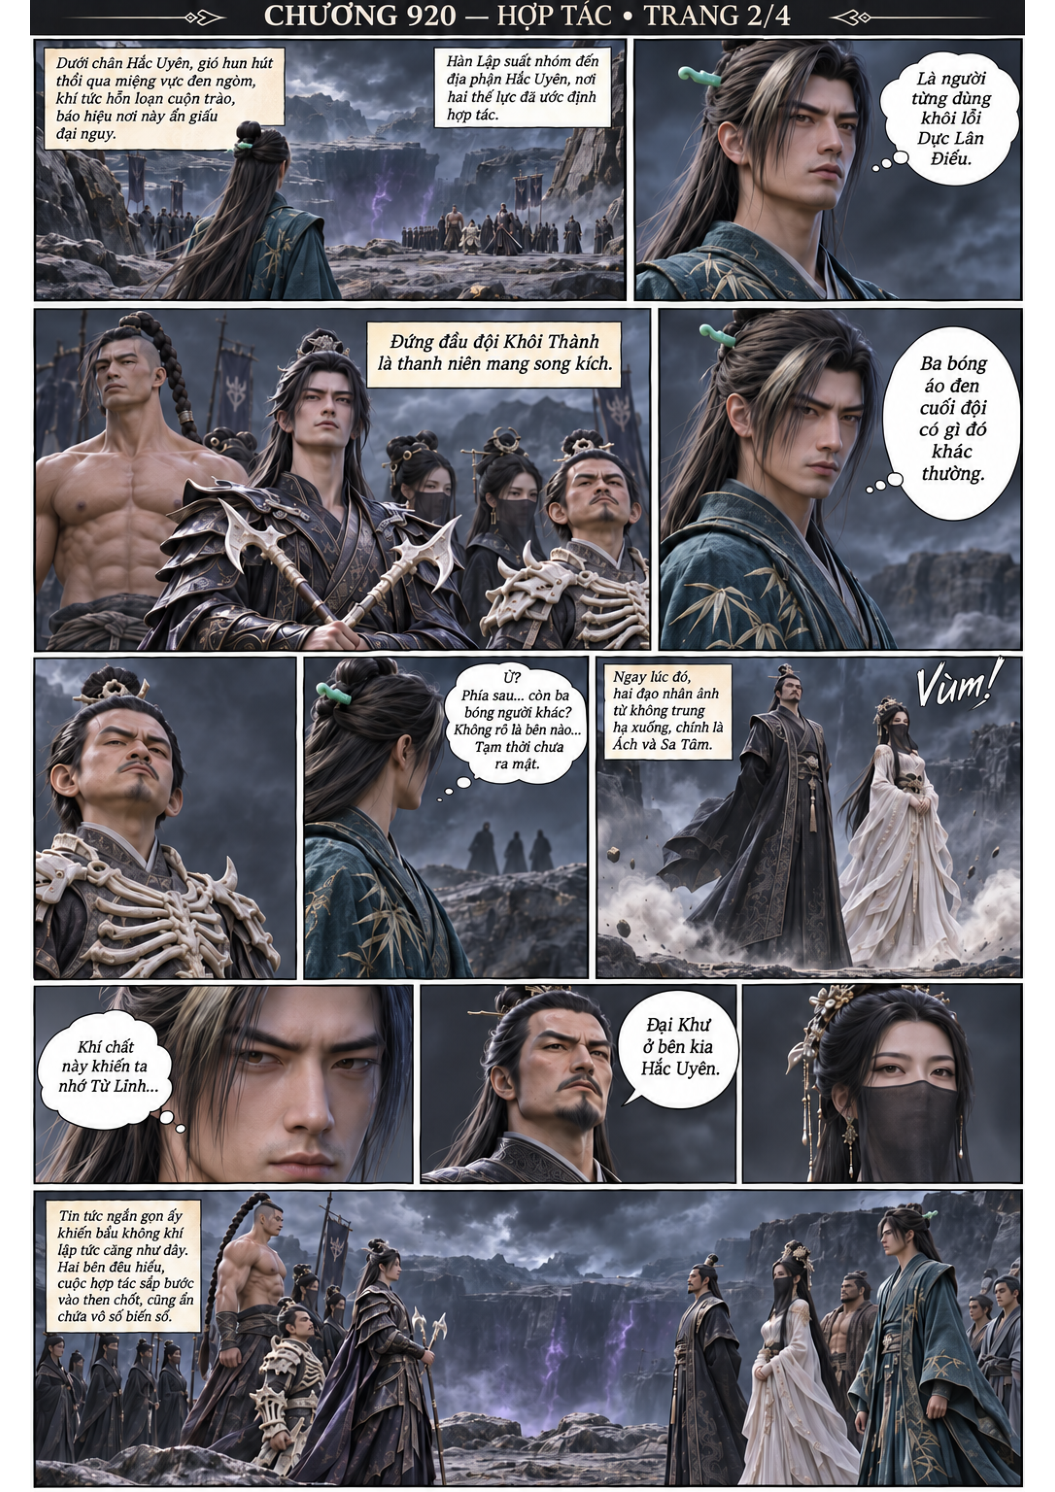 CHƯƠNG 920 — HỢP TÁC • TRANG 2/4
Dưới chân Hắc Uyên, gió hun hút
thổi qua miệng vực đen ngòm,
khí tức hỗn loạn cuộn trào,
báo hiệu nơi này ẩn giấu
đại nguy.
Hàn Lập suất nhóm đến
địa phận Hắc Uyên, nơi
hai thế lực đã ước định
hợp tác.
Là người
từng dùng
khôi lỗi
Dực Lân
Điểu.
Đứng đầu đội Khôi Thành
là thanh niên mang song kích.
Ba bóng
áo đen
cuối đội
có gì đó
khác
thường.
Ừ?
Phía sau... còn ba
bóng người khác?
Không rõ là bên nào...
Tạm thời chưa
ra mặt.
Ngay lúc đó,
hai đạo nhân ảnh
từ không trung
hạ xuống, chính là
Ách và Sa Tâm.
Vùm!
Khí chất
này khiến ta
nhớ Từ Linh...
Đại Khư
ở bên kia
Hắc Uyên.
Tin tức ngắn gọn ấy
khiến bầu không khí
lập tức căng như dây.
Hai bên đều hiểu,
cuộc hợp tác sắp bước
vào then chốt, cũng ẩn
chứa vô số biến số.